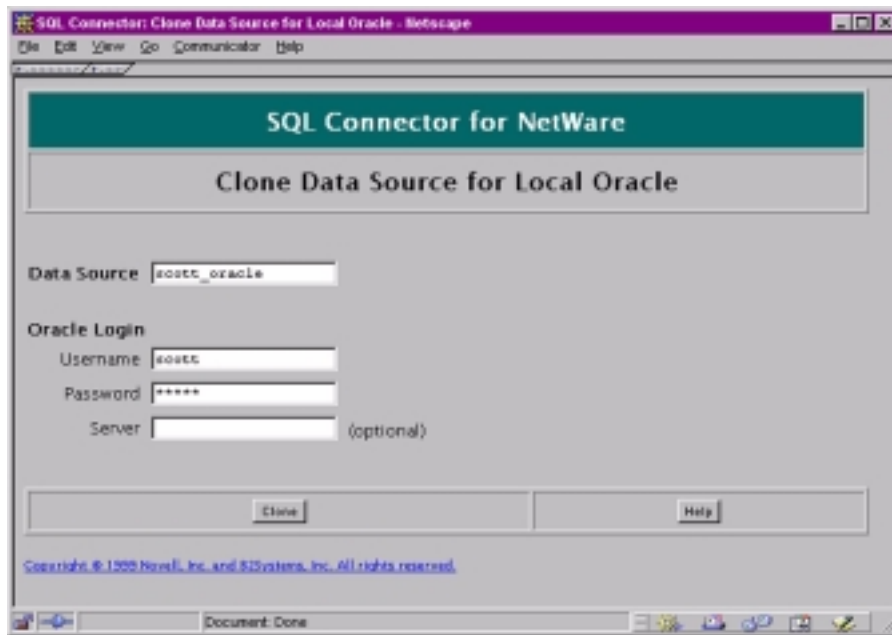 SQL Connector: Clone Data Source for Local Oracle - Netscape
File Edit View Go Communicator Help
SQL Connector for NetWare
Clone Data Source for Local Oracle
Data Source scott_oracle
Oracle Login
Username scott
Password *****
Server (optional)
Clone Help
Copyright © 1999 Novell, Inc. and B2Systems, Inc. All rights reserved.
Document: Done